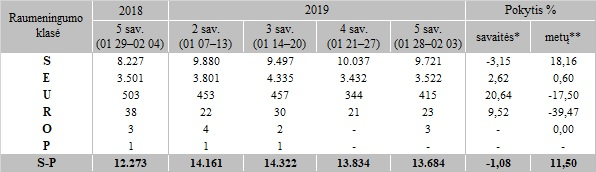 Raumeningumo klasė 2018 2019 Pokytis %
5 sav. (01 29–02 04) 2 sav. (01 07–13) 3 sav. (01 14–20) 4 sav. (01 21–27) 5 sav. (01 28–02 03) savaitės* metų**
S 8.227 9.880 9.497 10.037 9.721 -3,15 18,16
E 3.501 3.801 4.335 3.432 3.522 2,62 0,60
U 503 453 457 344 415 20,64 -17,50
R 38 22 30 21 23 9,52 -39,47
O 3 4 2 - 3 - 0,00
P 1 1 1 - - - -
S-P 12.273 14.161 14.322 13.834 13.684 -1,08 11,50